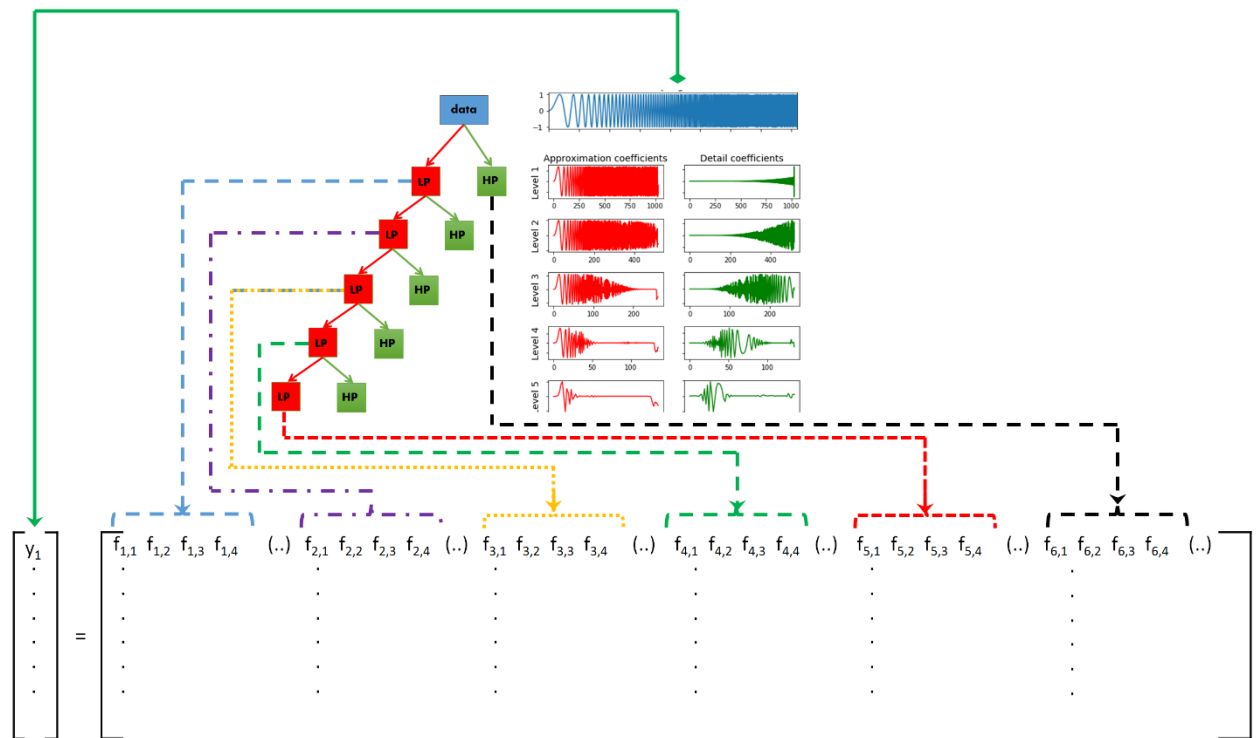 data
1
0
−1
Approximation coefficients
Detail coefficients
LP
HP
Level 1
0 250 500 750 1000
0 250 500 750 1000
LP
HP
Level 2
0 200 400
0 200 400
LP
HP
Level 3
0 100 200
0 100 200
LP
HP
Level 4
0 50 100
0 50 100
LP
HP
Level 5
y1 = f1,1 f1,2 f1,3 f1,4 (..) f2,1 f2,2 f2,3 f2,4 (..) f3,1 f3,2 f3,3 f3,4 (..) f4,1 f4,2 f4,3 f4,4 (..) f5,1 f5,2 f5,3 f5,4 (..) f6,1 f6,2 f6,3 f6,4 (..)